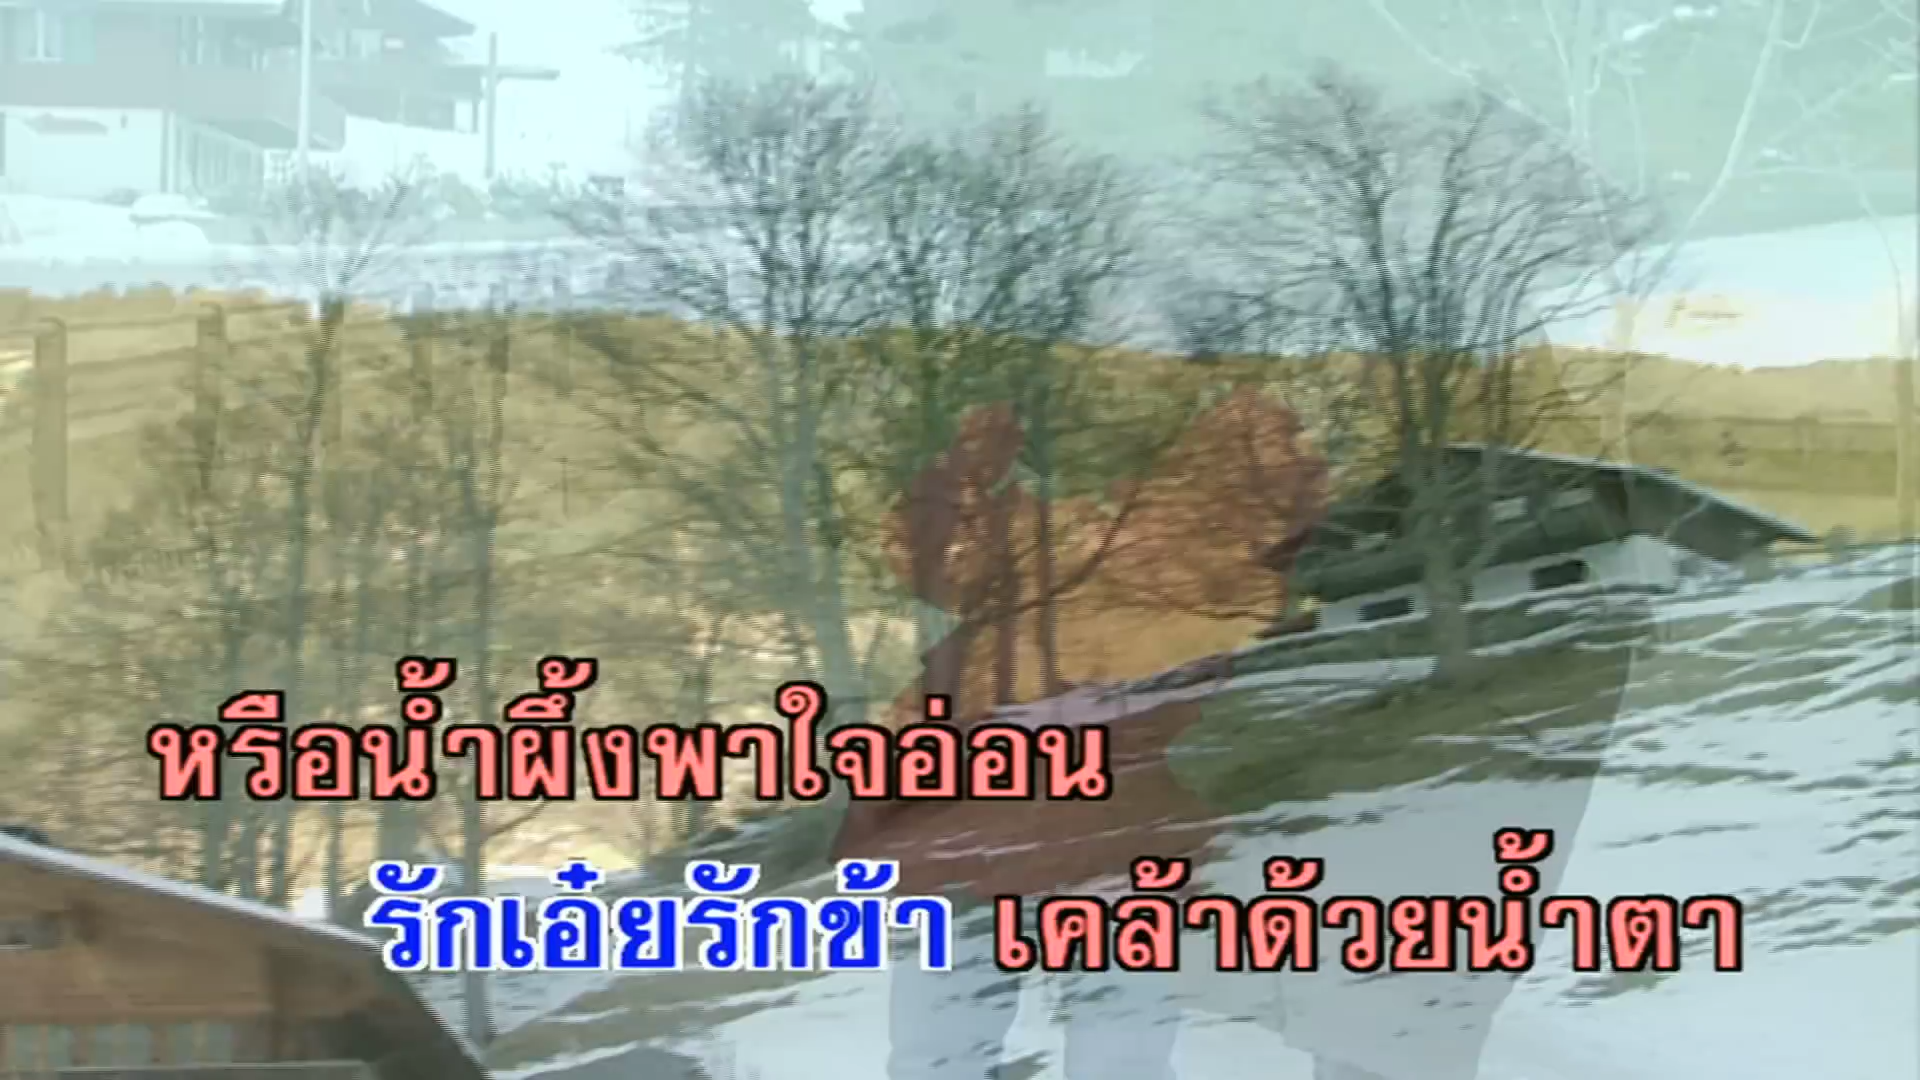 หรือน้ำผึ้งพาใจอ่อน
รักเอ๋ยรักข้า เคล้าด้วยน้ำตา